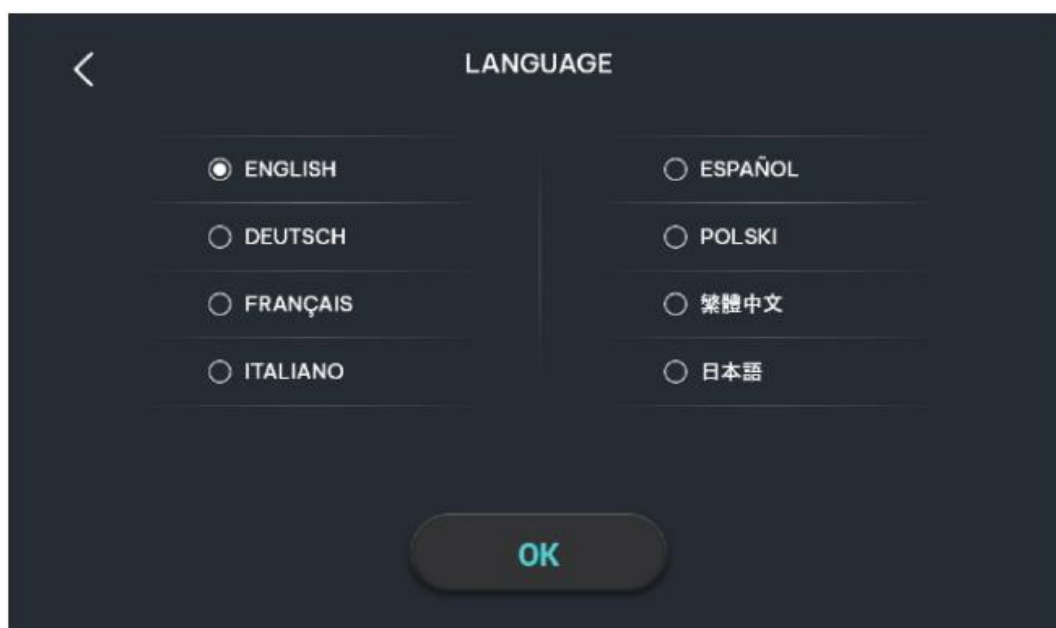 LANGUAGE
ENGLISH
DEUTSCH
FRANÇAIS
ITALIANO
ESPAÑOL
POLSKI
繁體中文
日本語
OK